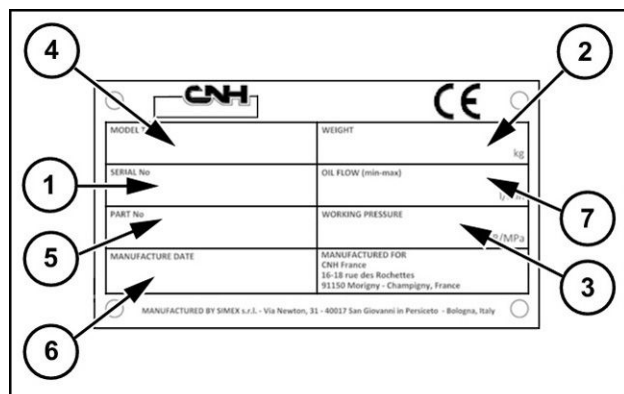 4
2
CNH
CE
MODEL
WEIGHT
kg
SERIAL No
OIL FLOW (min-max)
1
7
PART No
WORKING PRESSURE
/MPa
5
3
MANUFACTURE DATE
MANUFACTURED FOR
CNH France
16-18 rue des Rochettes
91150 Morigny - Champigny, France
6
MANUFACTURED BY SIMEX s.r.l. - Via Newton, 31 - 40017 San Giovanni in Persiceto - Bologna, Italy